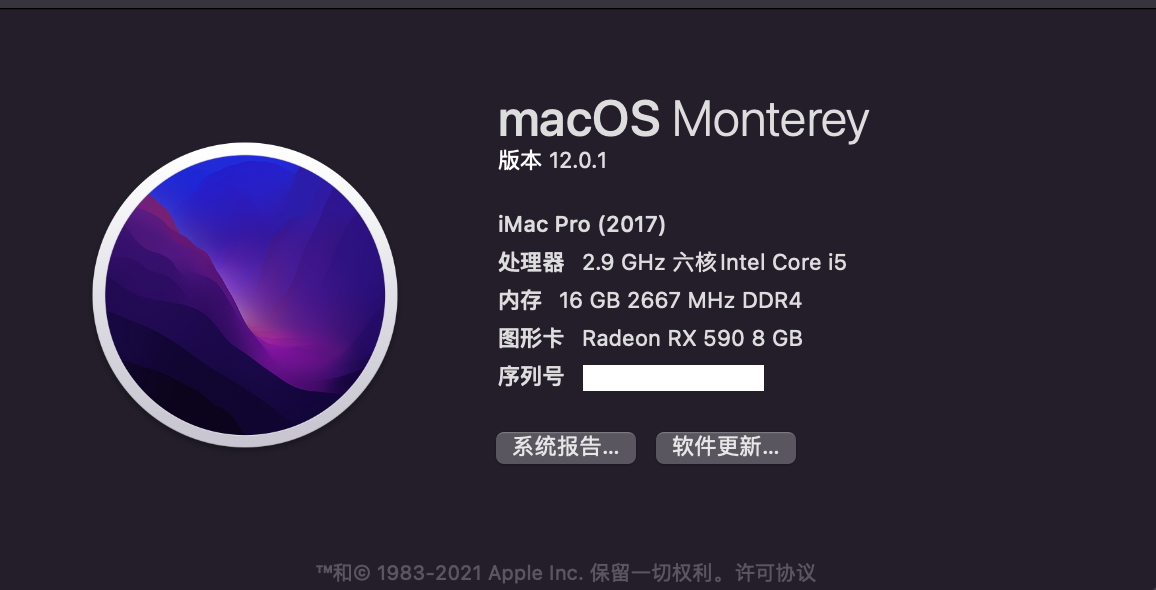 macOS Monterey
版本 12.0.1
iMac Pro (2017)
处理器 2.9 GHz 六核Intel Core i5
内存 16 GB 2667 MHz DDR4
图形卡 Radeon RX 590 8 GB
序列号
系统报告... 软件更新...
™和© 1983-2021 Apple Inc. 保留一切权利。许可协议